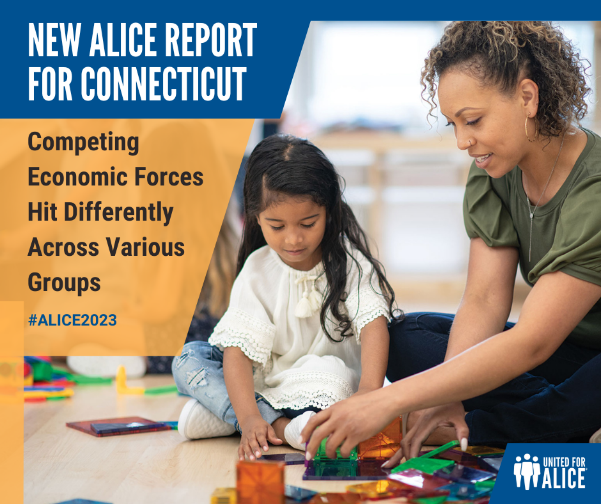 NEW ALICE REPORT
FOR CONNECTICUT
Competing
Economic Forces
Hit Differently
Across Various
Groups
#ALICE2023
UNITED FOR
ALICE